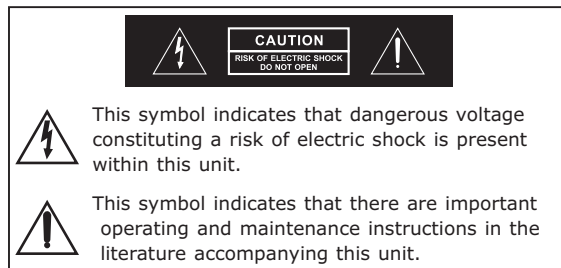 CAUTION
RISK OF ELECTRIC SHOCK
DO NOT OPEN
This symbol indicates that dangerous voltage
constituting a risk of electric shock is present
within this unit.
This symbol indicates that there are important
operating and maintenance instructions in the
literature accompanying this unit.